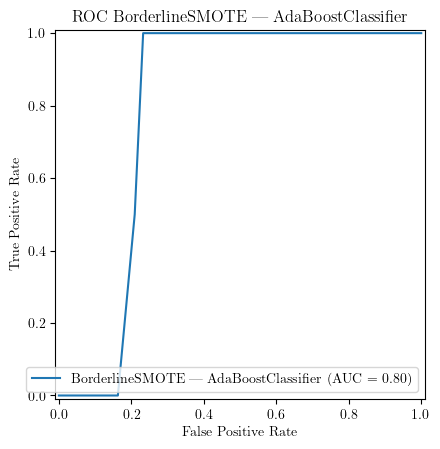 ROC BorderlineSMOTE — AdaBoostClassifier
1.0
0.8
0.6
0.4
0.2
0.0
True Positive Rate
BorderlineSMOTE — AdaBoostClassifier (AUC = 0.80)
0.0 0.2 0.4 0.6 0.8 1.0
False Positive Rate